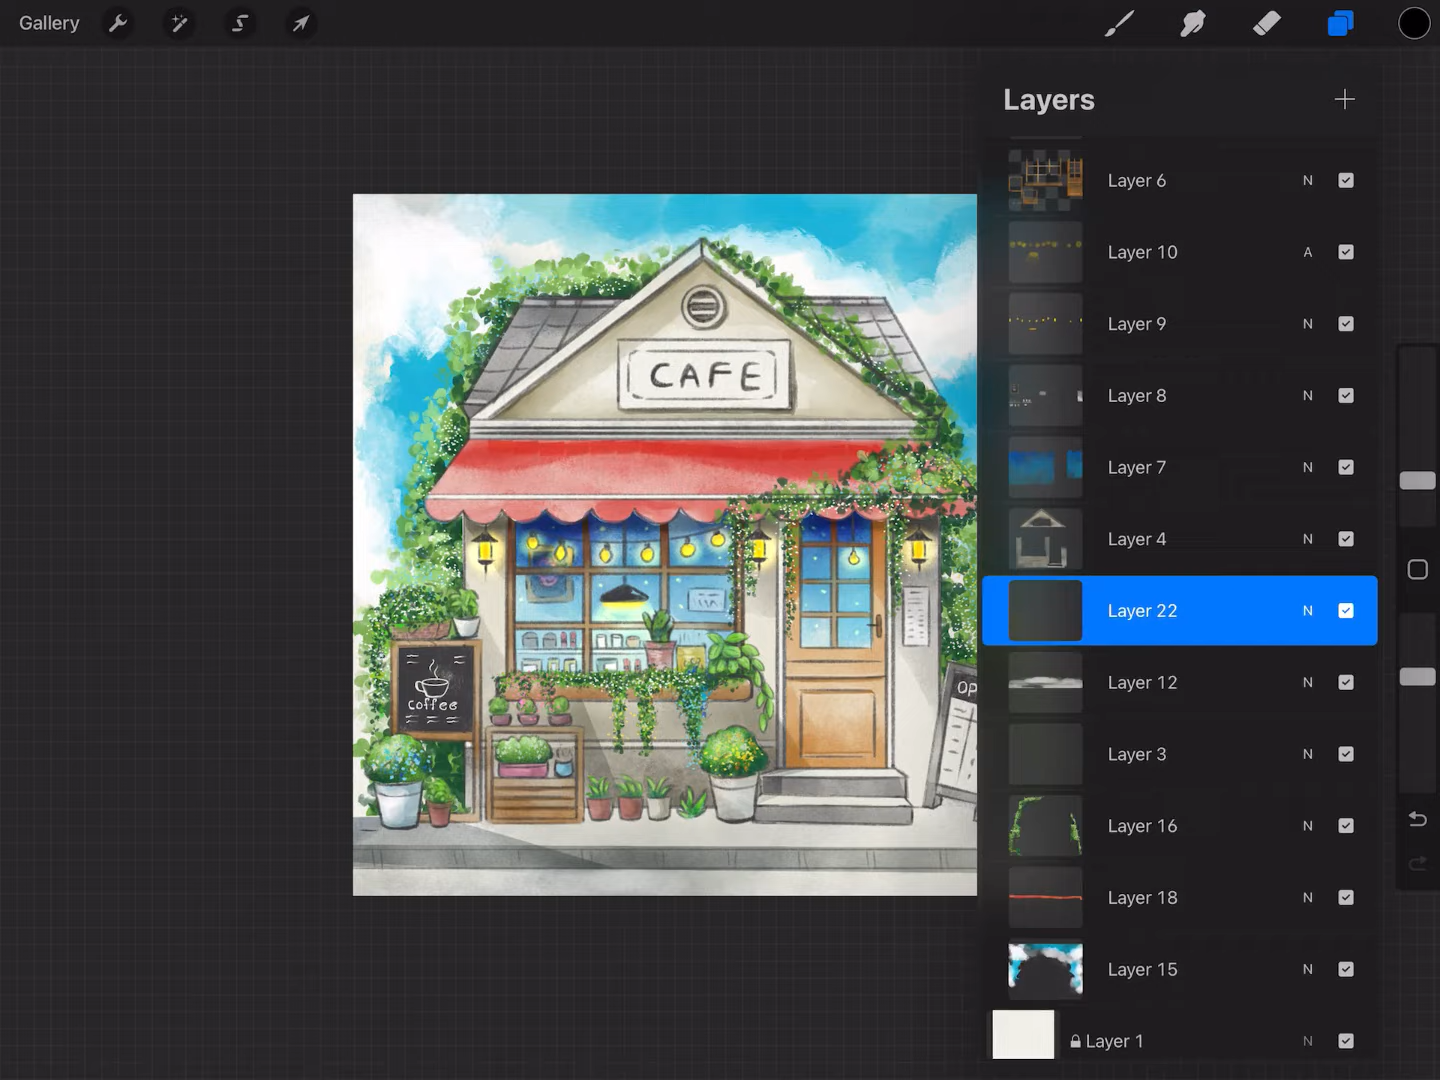 Gallery
Layers
Layer 6 N
Layer 10 A
Layer 9 N
Layer 8 N
Layer 7 N
Layer 4 N
Layer 22 N
Layer 12 N
Layer 3 N
Layer 16 N
Layer 18 N
Layer 15 N
Layer 1 N
CAFE
coffee
OP